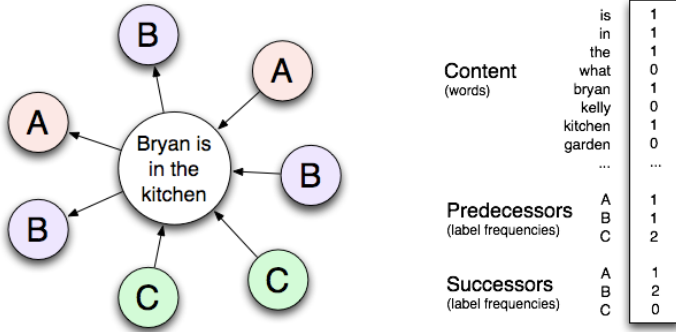 B
A
A
Bryan is
in the
kitchen
B
B
C
C
Content
(words)
is 1
in 1
the 1
what 0
bryan 1
kelly 0
kitchen 1
garden 0
... ...
Predecessors
(label frequencies)
A 1
B 1
C 2
Successors
(label frequencies)
A 1
B 2
C 0